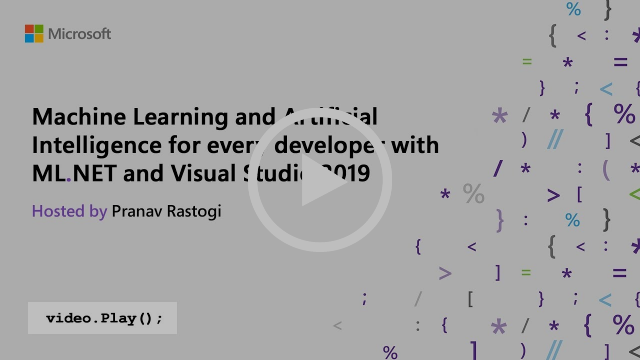 Microsoft
Machine Learning and Artificial
Intelligence for every developer with
ML.NET and Visual Studio 2019
Hosted by Pranav Rastogi
video.Play();